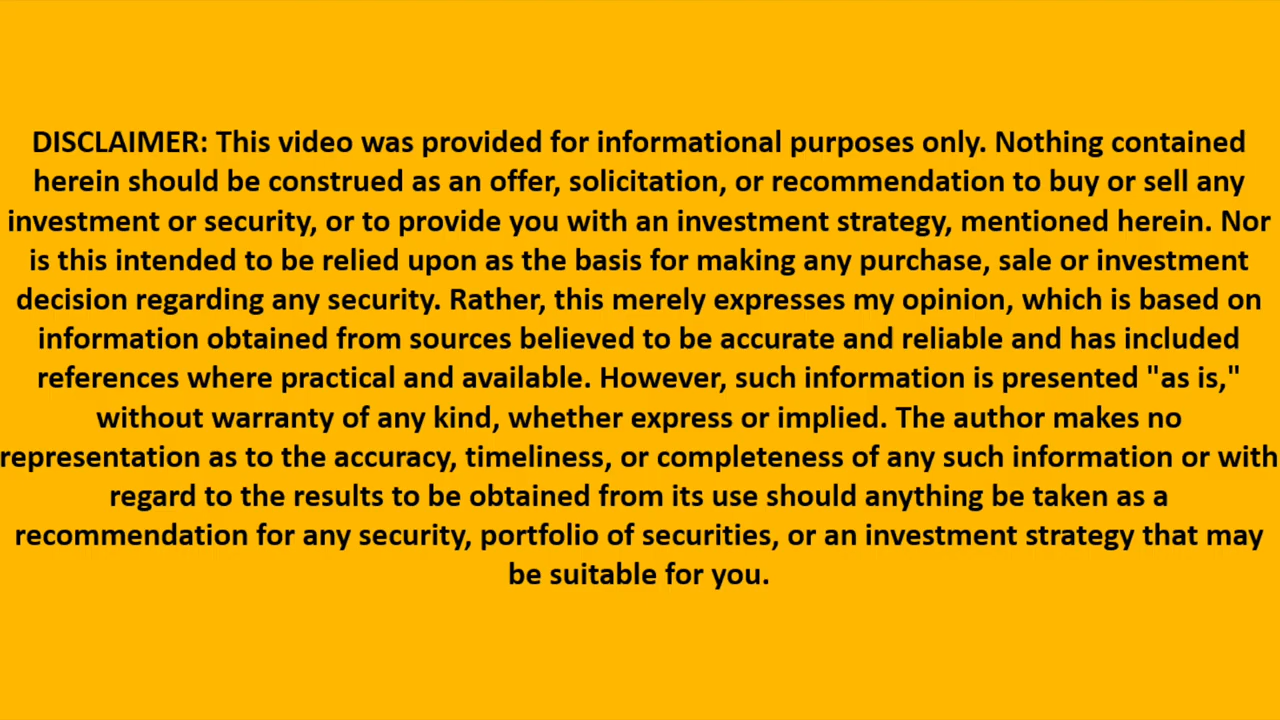 DISCLAIMER: This video was provided for informational purposes only. Nothing contained
herein should be construed as an offer, solicitation, or recommendation to buy or sell any
investment or security, or to provide you with an investment strategy, mentioned herein. Nor
is this intended to be relied upon as the basis for making any purchase, sale or investment
decision regarding any security. Rather, this merely expresses my opinion, which is based on
information obtained from sources believed to be accurate and reliable and has included
references where practical and available. However, such information is presented "as is,"
without warranty of any kind, whether express or implied. The author makes no
representation as to the accuracy, timeliness, or completeness of any such information or with
regard to the results to be obtained from its use should anything be taken as a
recommendation for any security, portfolio of securities, or an investment strategy that may
be suitable for you.